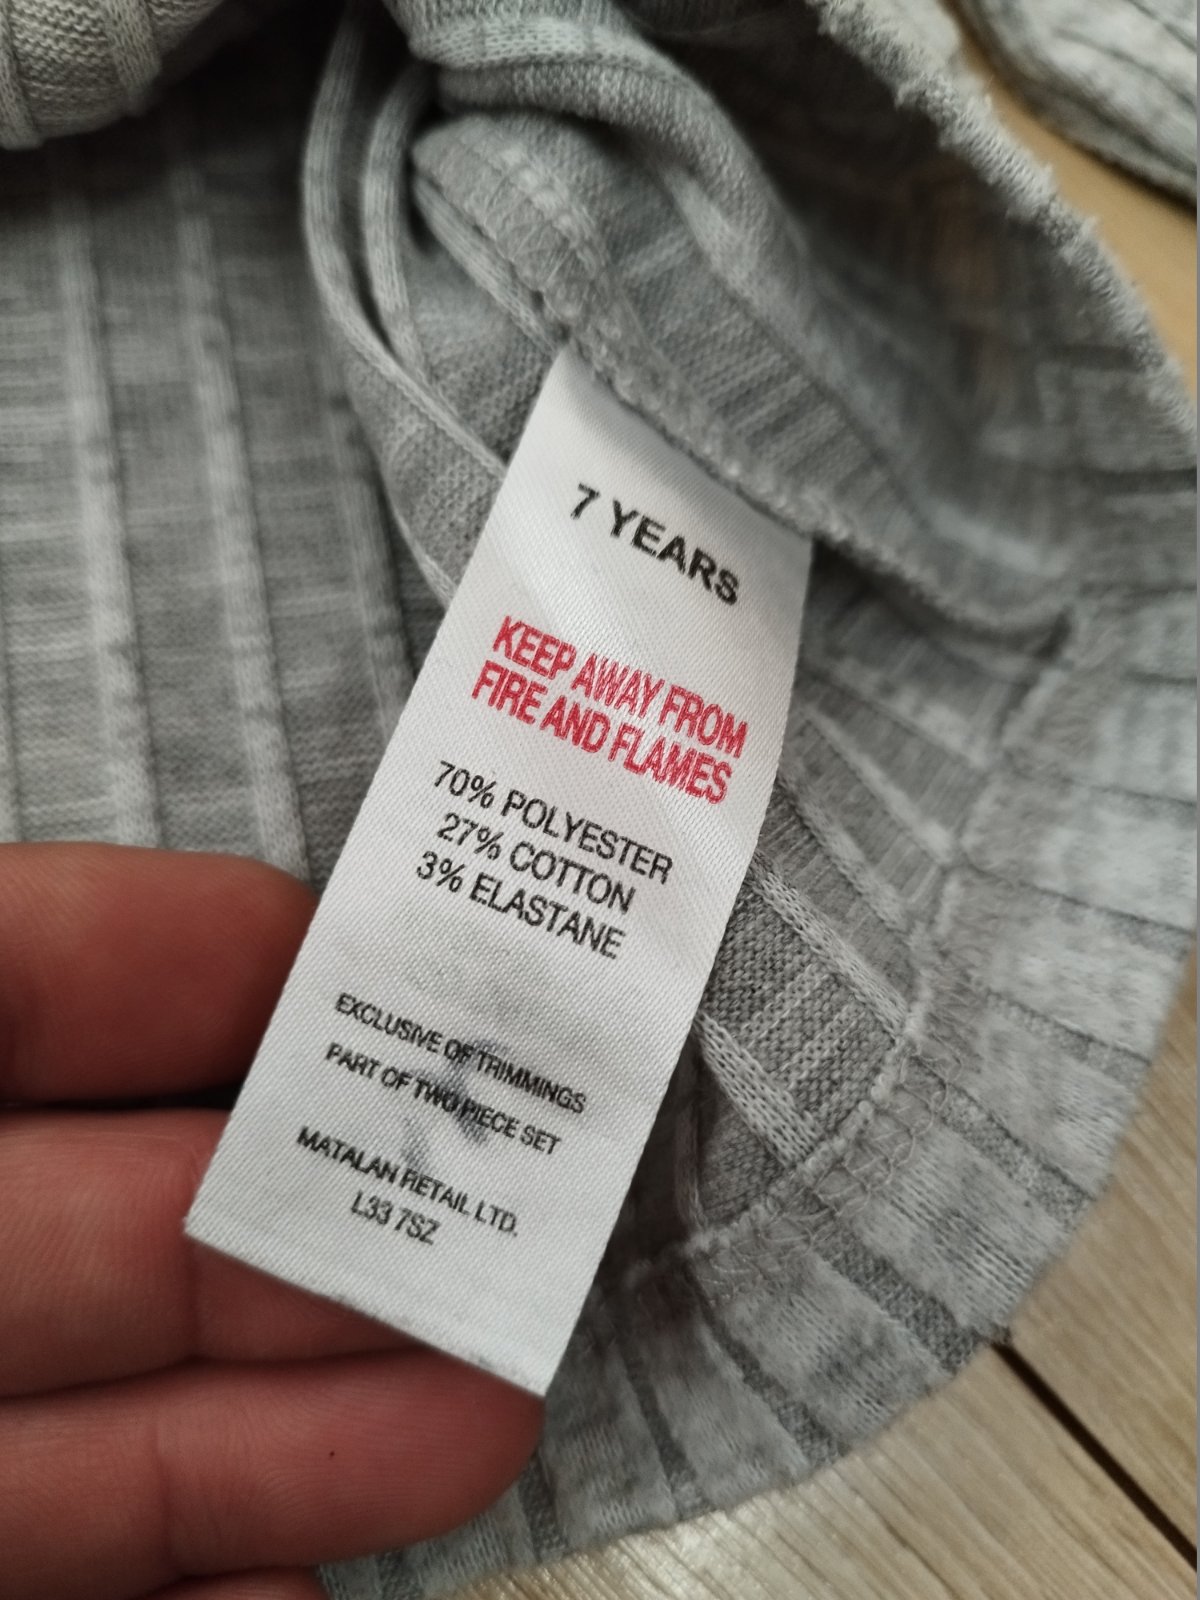 7 YEARS
KEEP AWAY FROM
FIRE AND FLAMES
70% POLYESTER
27% COTTON
3% ELASTANE
EXCLUSIVE OF TRIMMINGS
PART OF TWO PIECE SET
MATALAN RETAIL LTD.
L33 7SZ